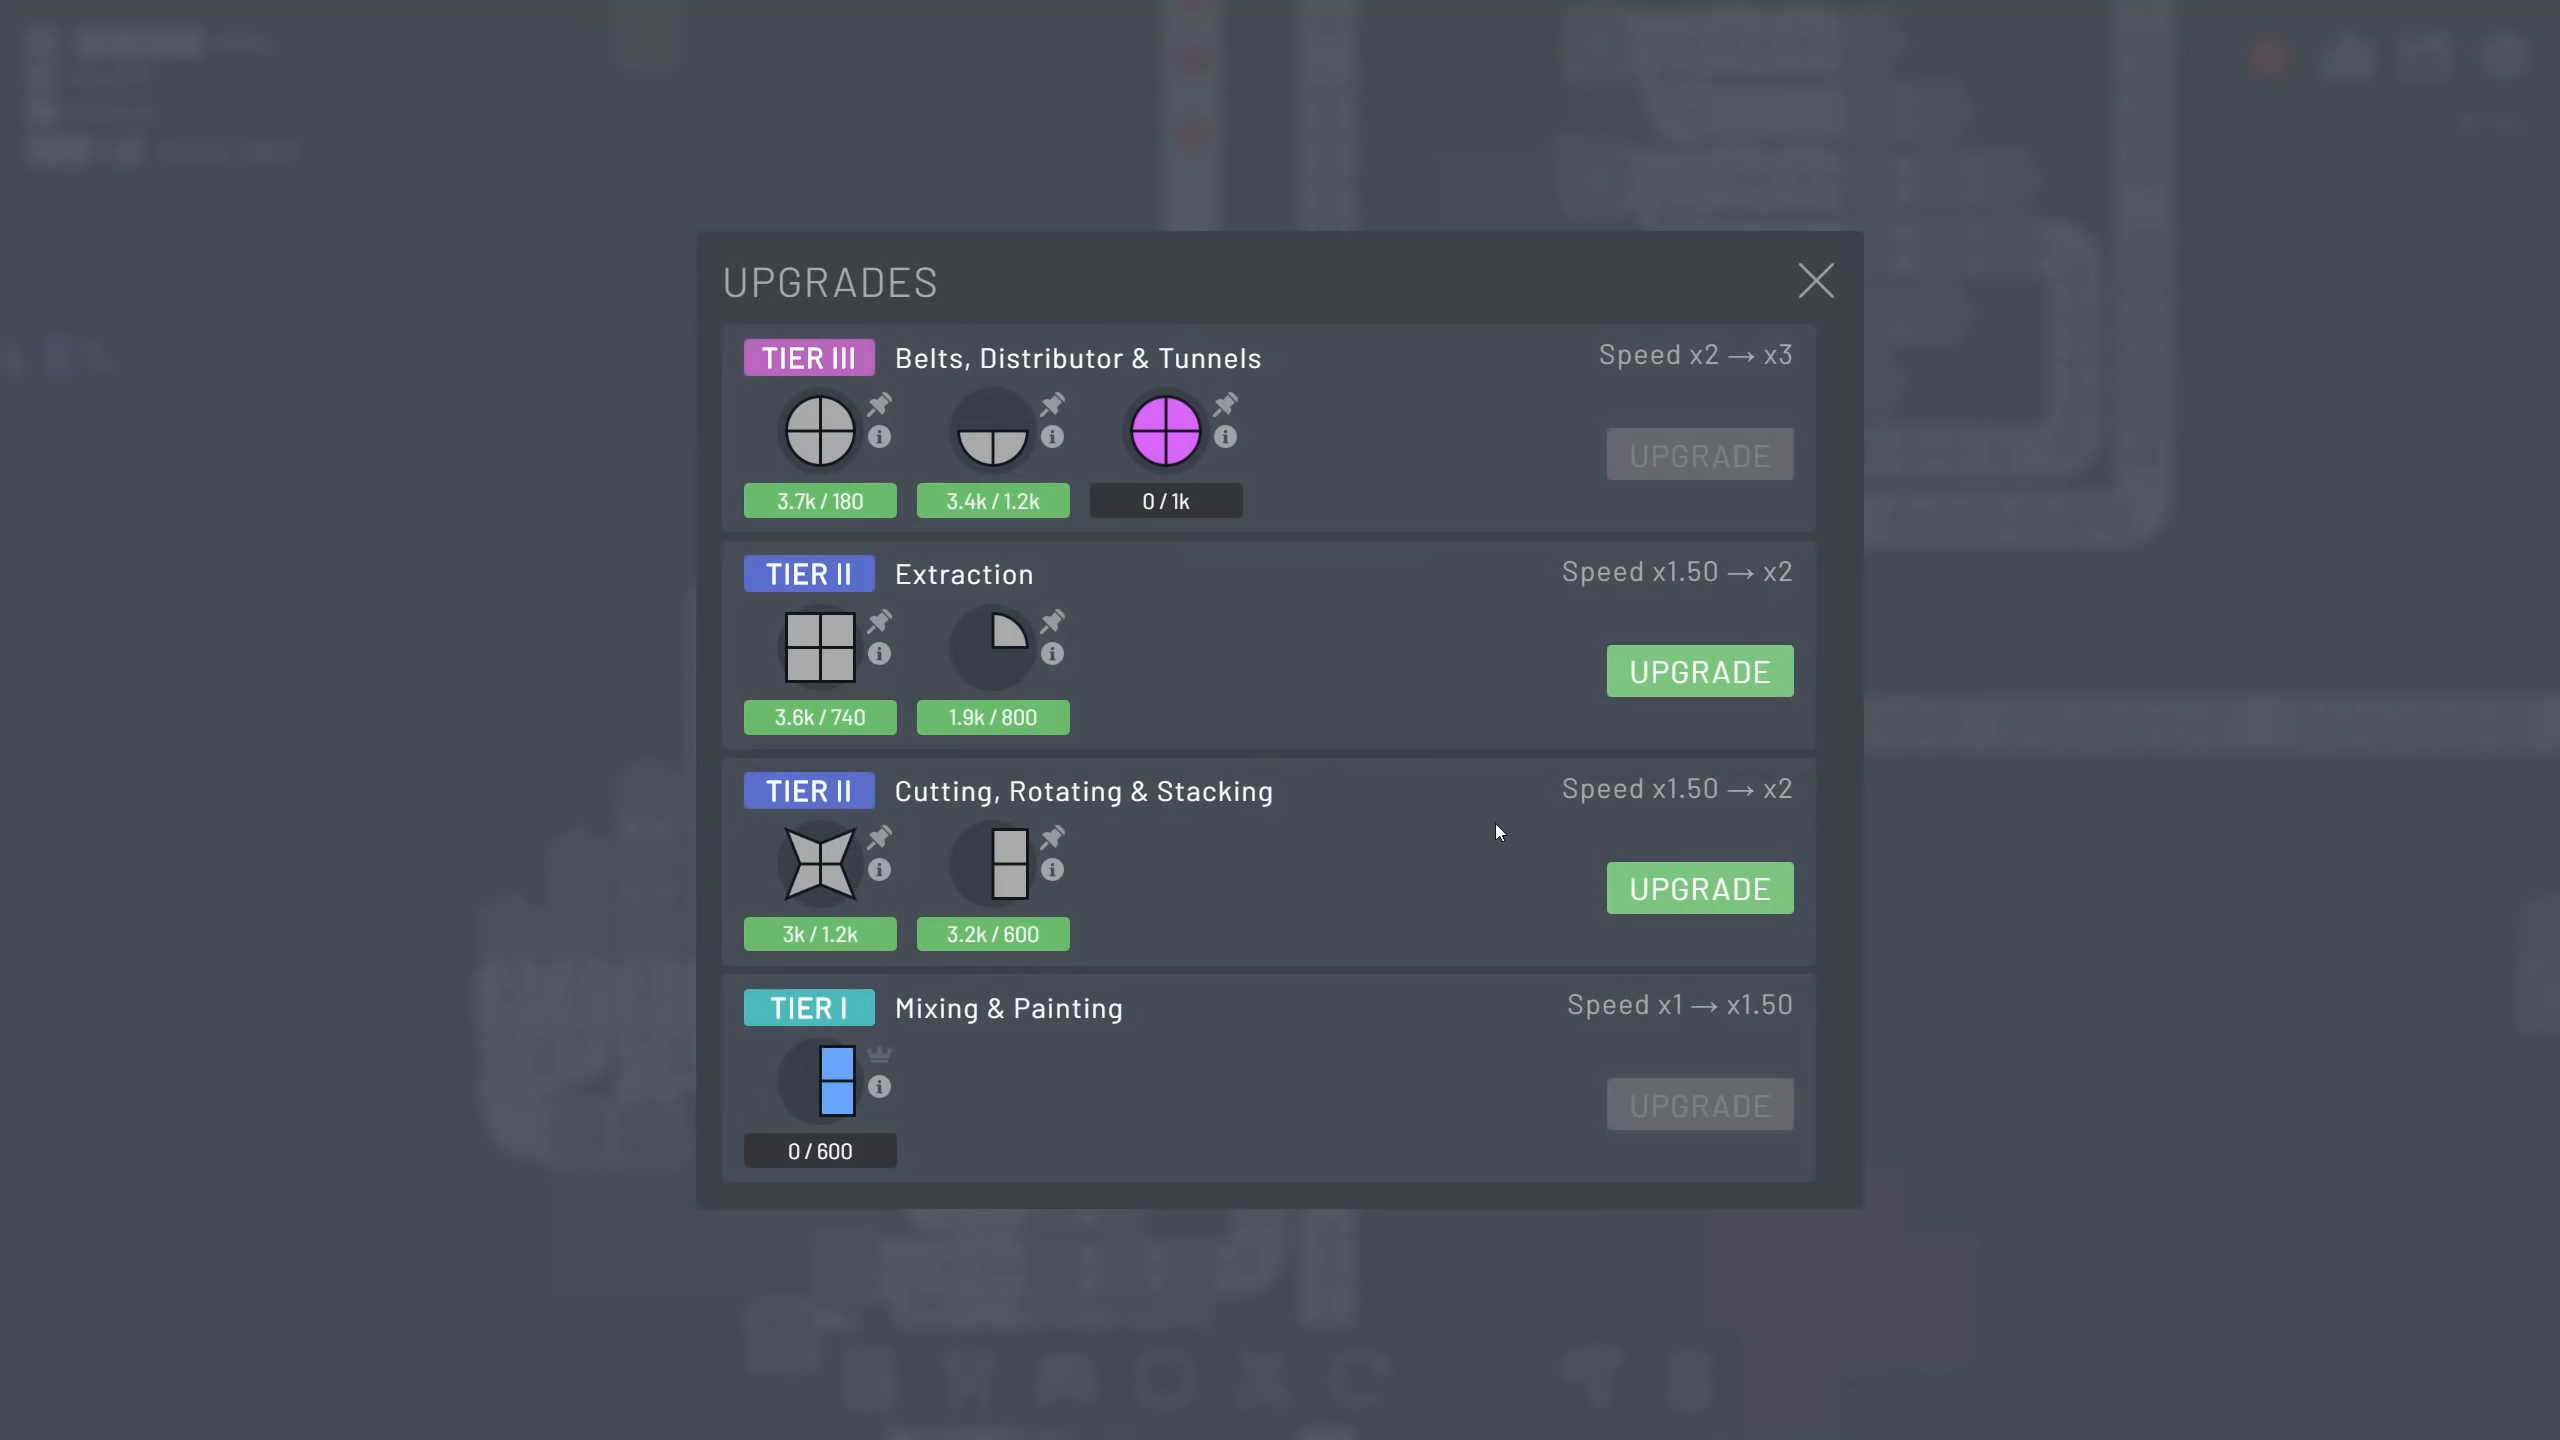 UPGRADES
TIER III Belts, Distributor & Tunnels Speed x2 → x3
UPGRADE
3.7k / 180 3.4k / 1.2k 0 / 1k
TIER II Extraction Speed x1.50 → x2
UPGRADE
3.6k / 740 1.9k / 800
TIER II Cutting, Rotating & Stacking Speed x1.50 → x2
UPGRADE
3k / 1.2k 3.2k / 600
TIER I Mixing & Painting Speed x1 → x1.50
UPGRADE
0 / 600